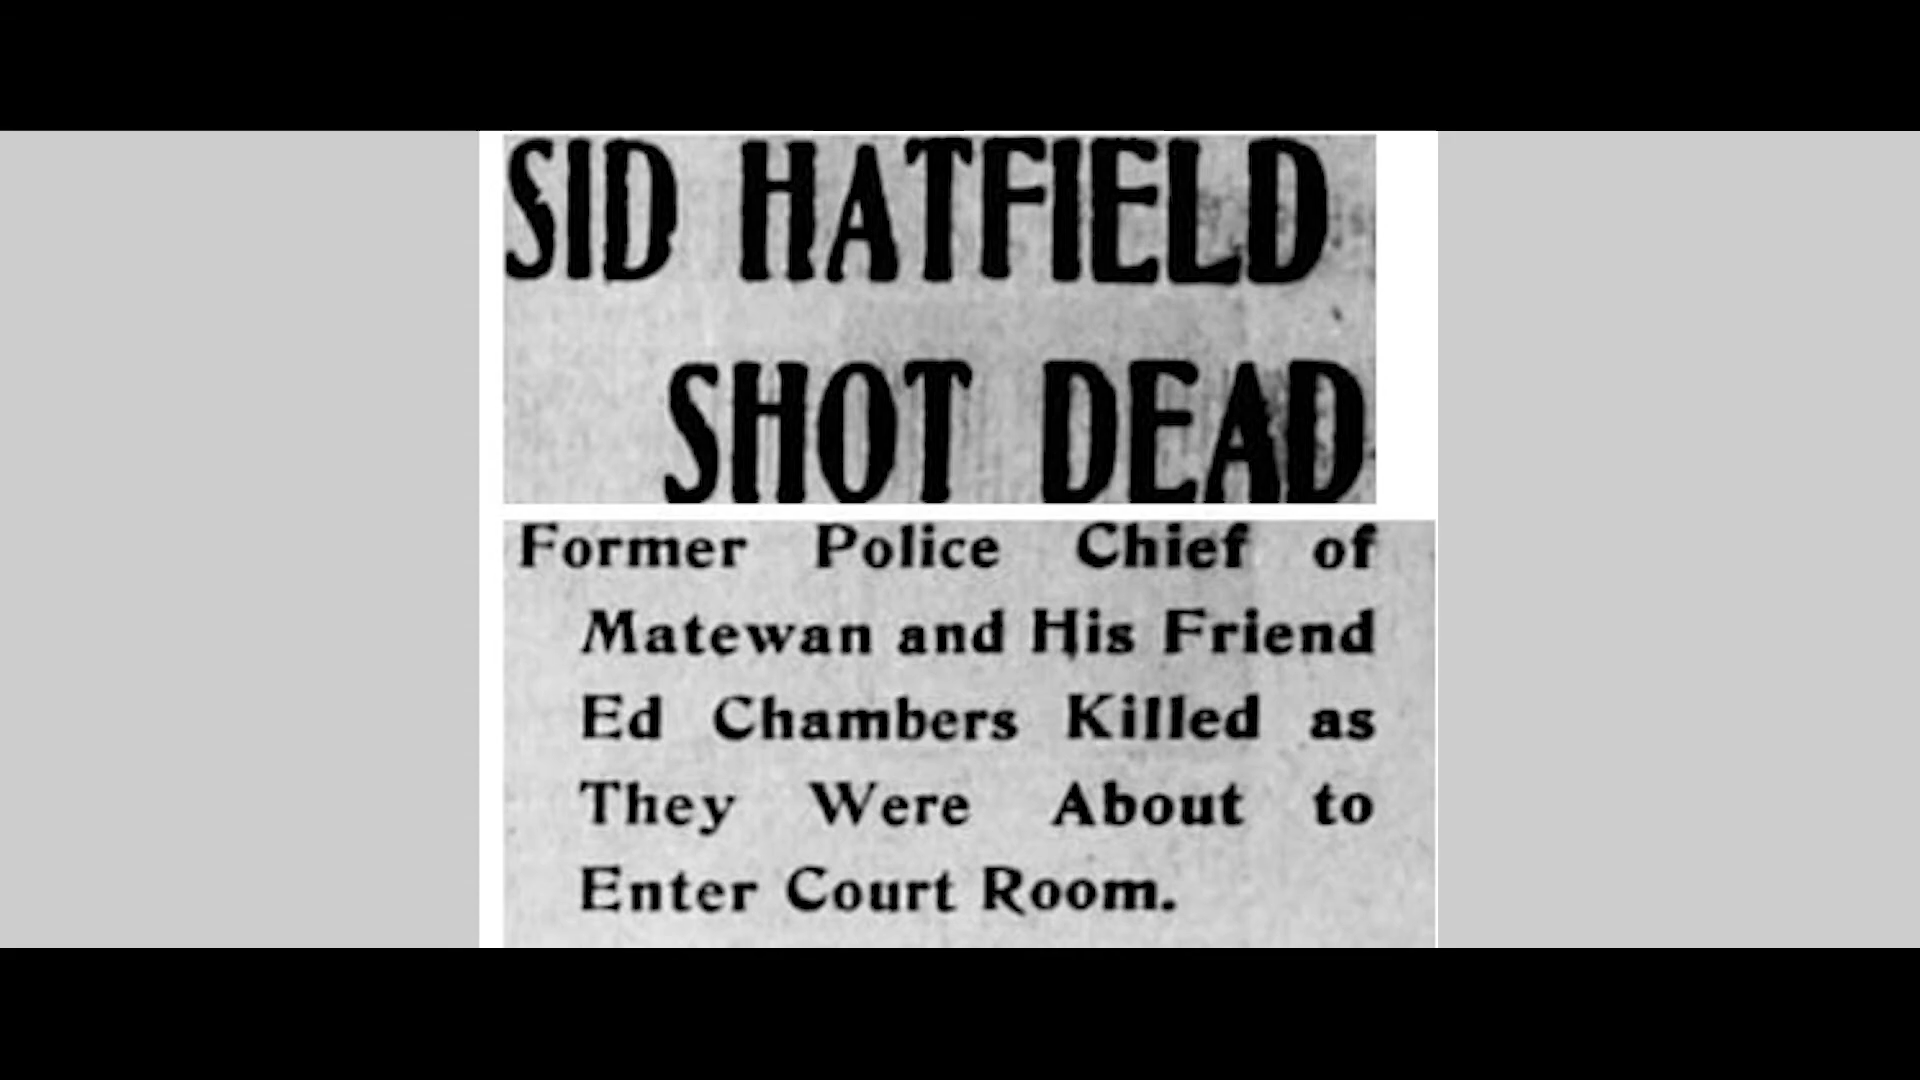 SID HATFIELD
SHOT DEAD
Former Police Chief of
Matewan and His Friend
Ed Chambers Killed as
They Were About to
Enter Court Room.